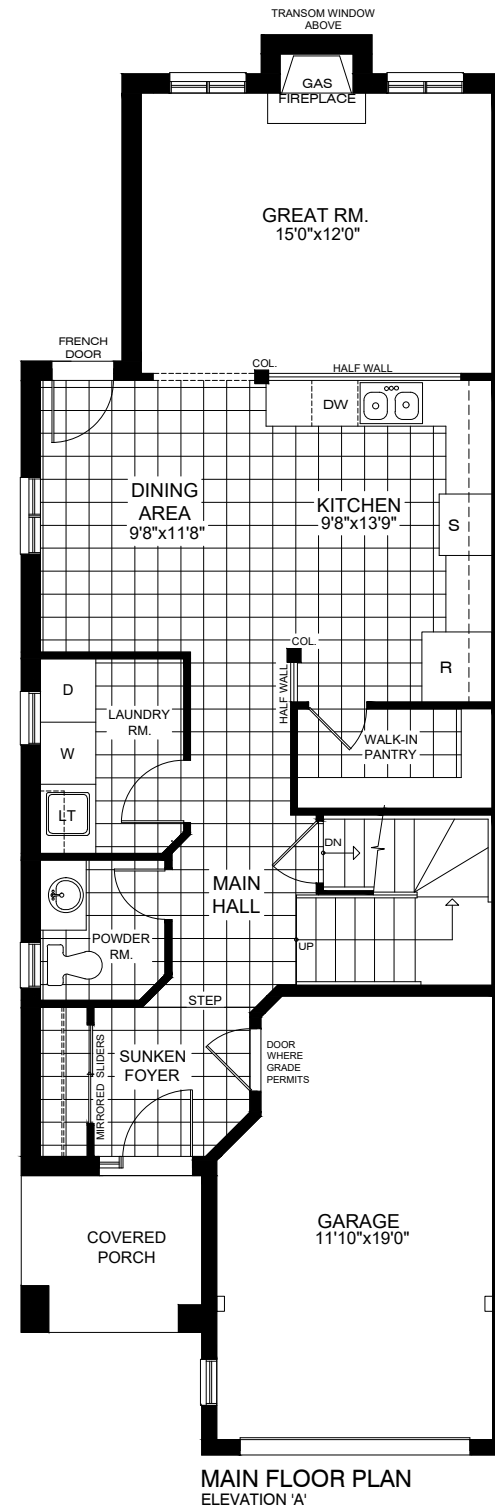 TRANSOM WINDOW
ABOVE
GAS
FIREPLACE
GREAT RM.
15'0"x12'0"
FRENCH
DOOR
COL.
HALF WALL
DW
DINING
AREA
9'8"x11'8"
KITCHEN
9'8"x13'9"
S
R
COL.
HALF WALL
D
W
LT
LAUNDRY
RM.
WALK-IN
PANTRY
DN
MAIN
HALL
UP
POWDER
RM.
STEP
MIRRORED SLIDERS
SUNKEN
FOYER
DOOR
WHERE
GRADE
PERMITS
COVERED
PORCH
GARAGE
11'10"x19'0"
MAIN FLOOR PLAN
ELEVATION 'A'